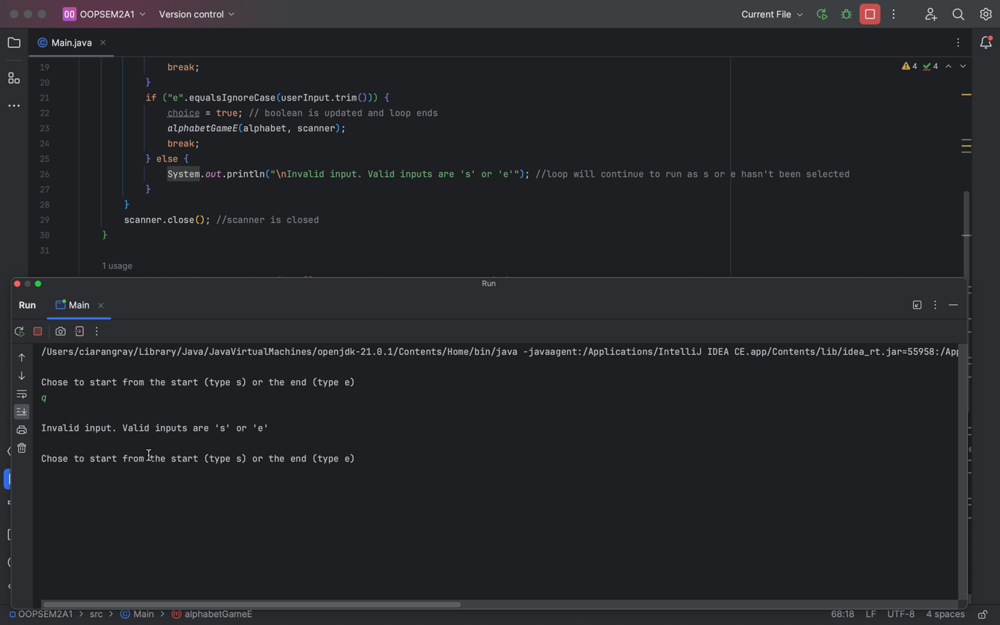 OOPSEM2A1 Version control Current File
Main.java
19 break;
4 4
20 }
21 if ("e".equalsIgnoreCase(userInput.trim())) {
22 choice = true; // boolean is updated and loop ends
23 alphabetGameE(alphabet, scanner);
24 break;
25 } else {
26 System.out.println("\nInvalid input. Valid inputs are 's' or 'e'"); //loop will continue to run as s or e hasn't been selected
27 }
28 }
29 scanner.close(); //scanner is closed
30 }
31
1 usage
Run
Run Main
/Users/ciarangray/Library/Java/JavaVirtualMachines/openjdk-21.0.1/Contents/Home/bin/java -javaagent:/Applications/IntelliJ IDEA CE.app/Contents/lib/idea_rt.jar=55958:/App
Chose to start from the start (type s) or the end (type e)
q
Invalid input. Valid inputs are 's' or 'e'
Chose to start from the start (type s) or the end (type e)
OOPSEM2A1 > src > Main > alphabetGameE 68:18 LF UTF-8 4 spaces